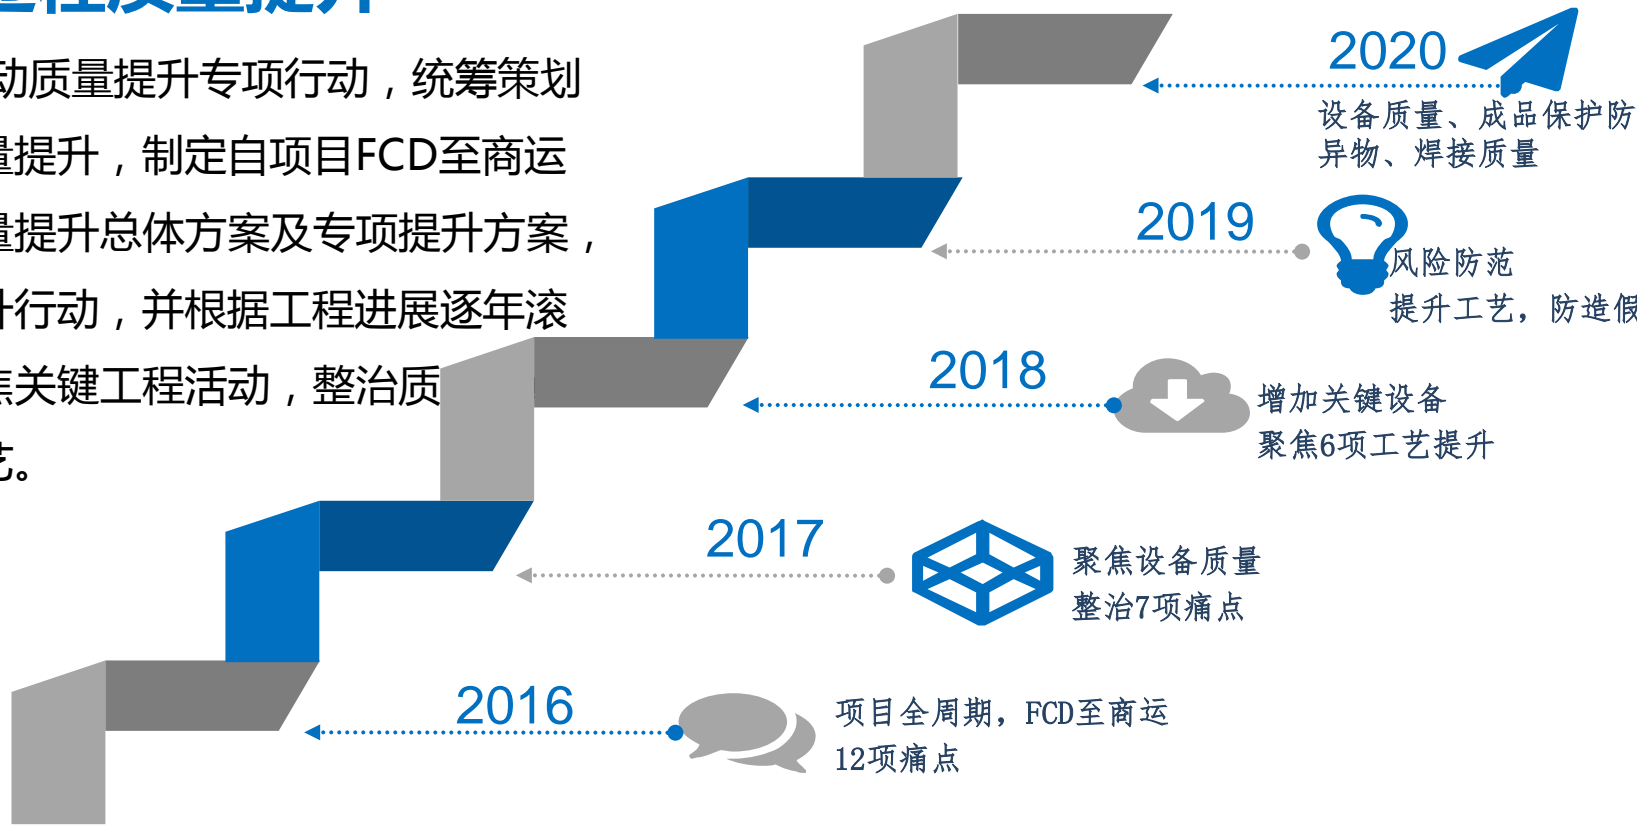 程质量提升
动质量提升专项行动，统筹策划
量提升，制定自项目FCD至商运
量提升总体方案及专项提升方案，
升行动，并根据工程进展逐年滚
焦关键工程活动，整治质
艺。
2020
设备质量、成品保护防
异物、焊接质量
2019
风险防范
提升工艺，防造假
2018
增加关键设备
聚焦6项工艺提升
2017
聚焦设备质量
整治7项痛点
2016
项目全周期，FCD至商运
12项痛点